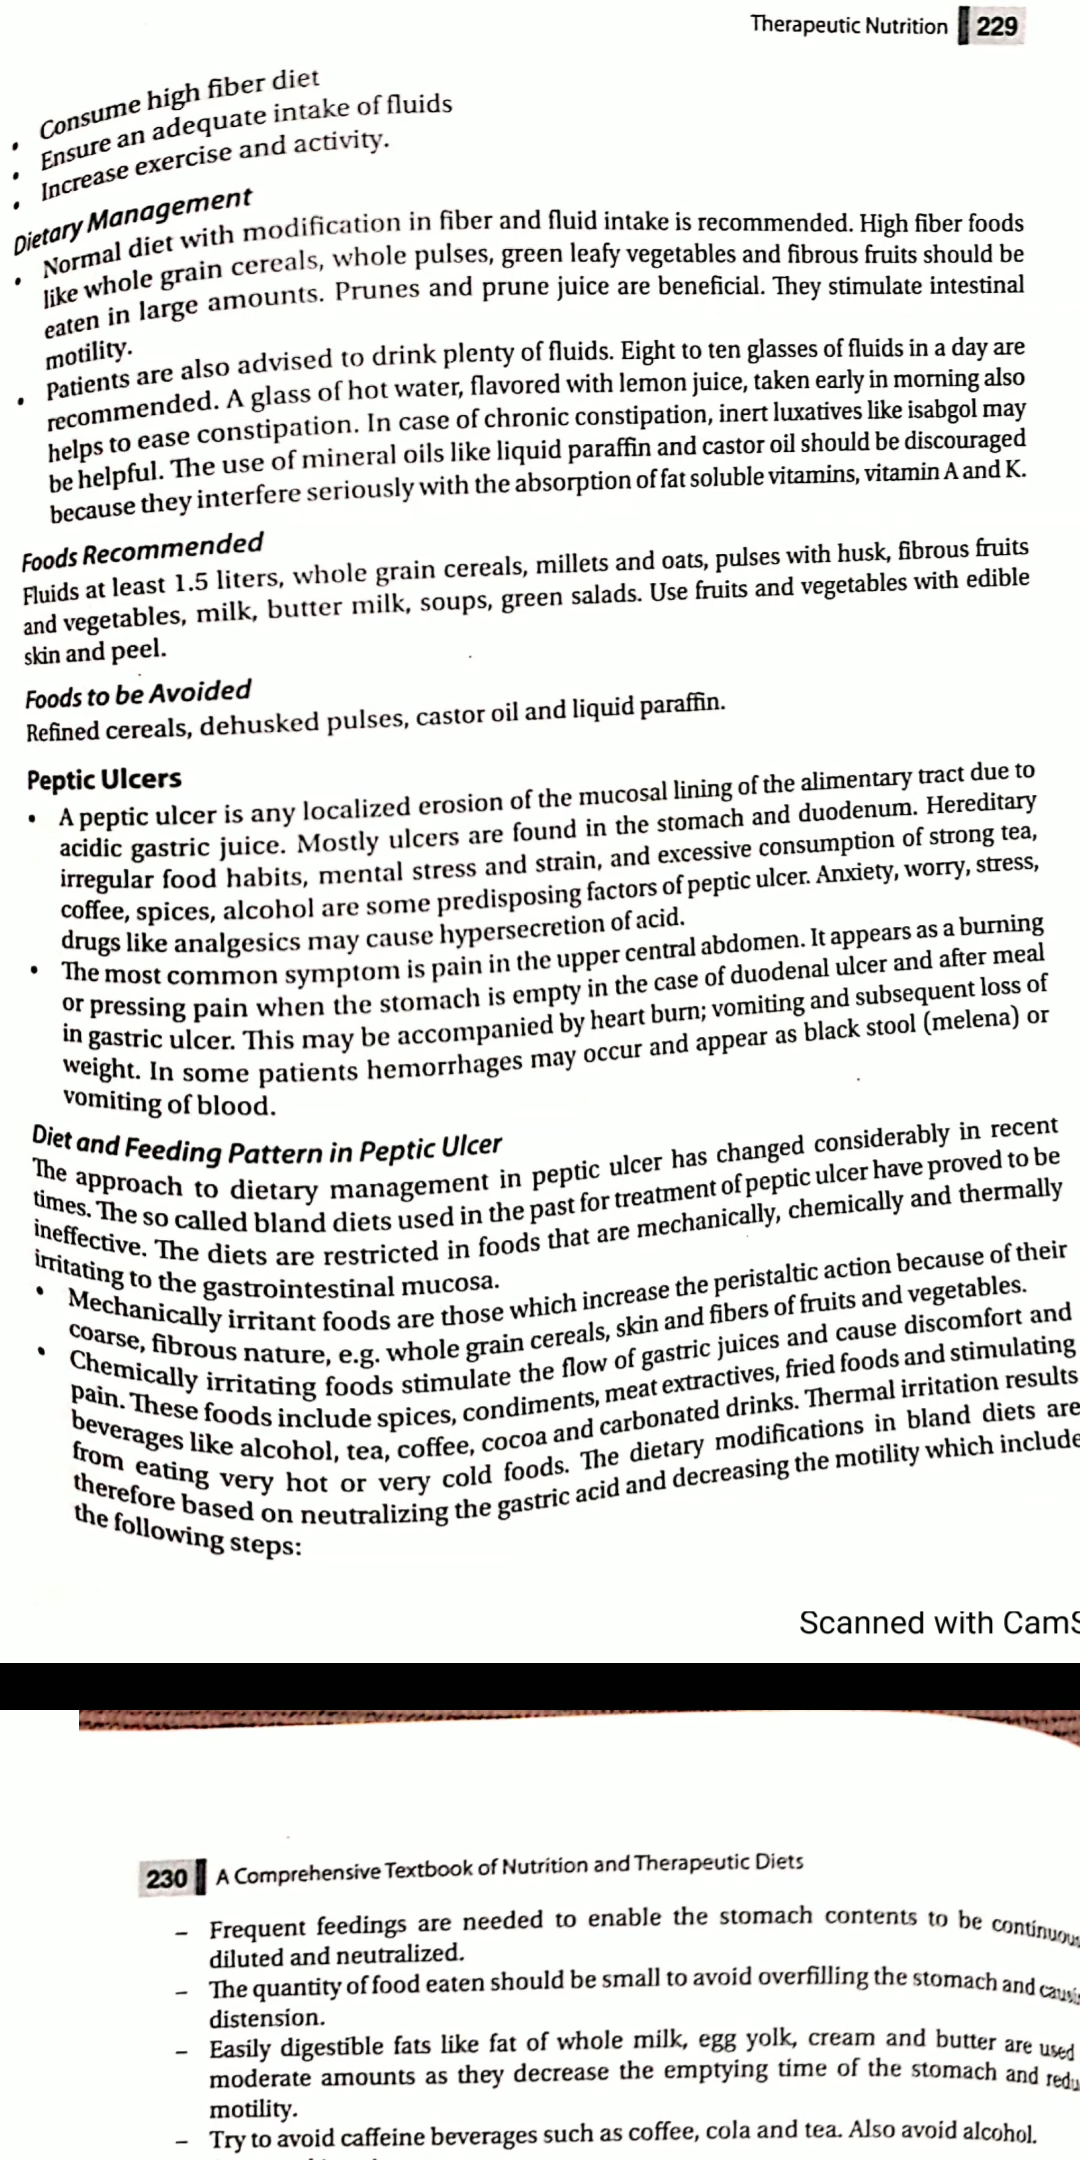 Therapeutic Nutrition 229
• Consume high fiber diet
• Ensure an adequate intake of fluids
• Increase exercise and activity.
Dietary Management
• Normal diet with modification in fiber and fluid intake is recommended. High fiber foods
like whole grain cereals, whole pulses, green leafy vegetables and fibrous fruits should be
eaten in large amounts. Prunes and prune juice are beneficial. They stimulate intestinal
motility.
• Patients are also advised to drink plenty of fluids. Eight to ten glasses of fluids in a day are
recommended. A glass of hot water, flavored with lemon juice, taken early in morning also
helps to ease constipation. In case of chronic constipation, inert luxatives like isabgol may
be helpful. The use of mineral oils like liquid paraffin and castor oil should be discouraged
because they interfere seriously with the absorption of fat soluble vitamins, vitamin A and K.
Foods Recommended
Fluids at least 1.5 liters, whole grain cereals, millets and oats, pulses with husk, fibrous fruits
and vegetables, milk, butter milk, soups, green salads. Use fruits and vegetables with edible
skin and peel.
Foods to be Avoided
Refined cereals, dehusked pulses, castor oil and liquid paraffin.
Peptic Ulcers
• A peptic ulcer is any localized erosion of the mucosal lining of the alimentary tract due to
acidic gastric juice. Mostly ulcers are found in the stomach and duodenum. Hereditary
irregular food habits, mental stress and strain, and excessive consumption of strong tea,
coffee, spices, alcohol are some predisposing factors of peptic ulcer. Anxiety, worry, stress,
drugs like analgesics may cause hypersecretion of acid.
• The most common symptom is pain in the upper central abdomen. It appears as a burning
or pressing pain when the stomach is empty in the case of duodenal ulcer and after meal
in gastric ulcer. This may be accompanied by heart burn; vomiting and subsequent loss of
weight. In some patients hemorrhages may occur and appear as black stool (melena) or
vomiting of blood.
Diet and Feeding Pattern in Peptic Ulcer
The approach to dietary management in peptic ulcer has changed considerably in recent
times. The so called bland diets used in the past for treatment of peptic ulcer have proved to be
ineffective. The diets are restricted in foods that are mechanically, chemically and thermally
irritating to the gastrointestinal mucosa.
• Mechanically irritant foods are those which increase the peristaltic action because of their
coarse, fibrous nature, e.g. whole grain cereals, skin and fibers of fruits and vegetables.
• Chemically irritating foods stimulate the flow of gastric juices and cause discomfort and
pain. These foods include spices, condiments, meat extractives, fried foods and stimulating
beverages like alcohol, tea, coffee, cocoa and carbonated drinks. Thermal irritation results
from eating very hot or very cold foods. The dietary modifications in bland diets are
therefore based on neutralizing the gastric acid and decreasing the motility which include
the following steps:
Scanned with CamS
230 A Comprehensive Textbook of Nutrition and Therapeutic Diets
– Frequent feedings are needed to enable the stomach contents to be continuous
diluted and neutralized.
– The quantity of food eaten should be small to avoid overfilling the stomach and causi
distension.
– Easily digestible fats like fat of whole milk, egg yolk, cream and butter are used
moderate amounts as they decrease the emptying time of the stomach and redu
motility.
– Try to avoid caffeine beverages such as coffee, cola and tea. Also avoid alcohol.